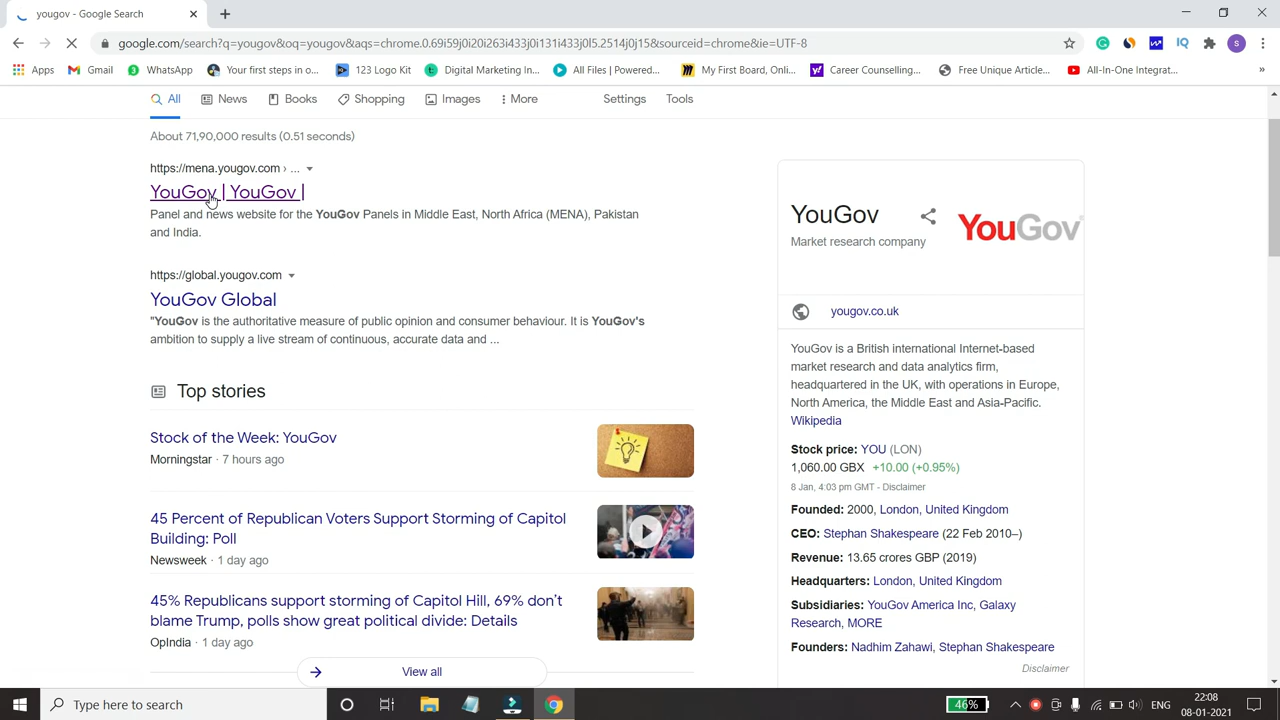 yougov - Google Search
google.com/search?q=yougov&oq=yougov&aqs=chrome.0.69i59j0i20i263i433j0i131i433j0l5.2514j0j15&sourceid=chrome&ie=UTF-8
S
Apps
Gmail
WhatsApp
Your first steps in o...
123 Logo Kit
Digital Marketing In...
All Files | Powered...
My First Board, Onli...
Career Counselling...
Free Unique Article...
All-In-One Integrat...
»
All
News
Books
Shopping
Images
More
Settings
Tools
About 71,90,000 results (0.51 seconds)
https://mena.yougov.com › ...
YouGov | YouGov |
Panel and news website for the YouGov Panels in Middle East, North Africa (MENA), Pakistan
and India.
https://global.yougov.com
YouGov Global
"YouGov is the authoritative measure of public opinion and consumer behaviour. It is YouGov's
ambition to supply a live stream of continuous, accurate data and ...
Top stories
Stock of the Week: YouGov
Morningstar · 7 hours ago
45 Percent of Republican Voters Support Storming of Capitol
Building: Poll
Newsweek · 1 day ago
45% Republicans support storming of Capitol Hill, 69% don't
blame Trump, polls show great political divide: Details
OpIndia · 1 day ago
View all
YouGov
Market research company
YouGov
yougov.co.uk
YouGov is a British international Internet-based
market research and data analytics firm,
headquartered in the UK, with operations in Europe,
North America, the Middle East and Asia-Pacific.
Wikipedia
Stock price: YOU (LON)
1,060.00 GBX +10.00 (+0.95%)
8 Jan, 4:03 pm GMT - Disclaimer
Founded: 2000, London, United Kingdom
CEO: Stephan Shakespeare (22 Feb 2010–)
Revenue: 13.65 crores GBP (2019)
Headquarters: London, United Kingdom
Subsidiaries: YouGov America Inc, Galaxy
Research, MORE
Founders: Nadhim Zahawi, Stephan Shakespeare
Disclaimer
Type here to search
46%
ENG
22:08
08-01-2021